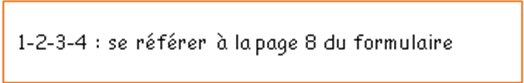 1-2-3-4 : se référer à la page 8 du formulaire